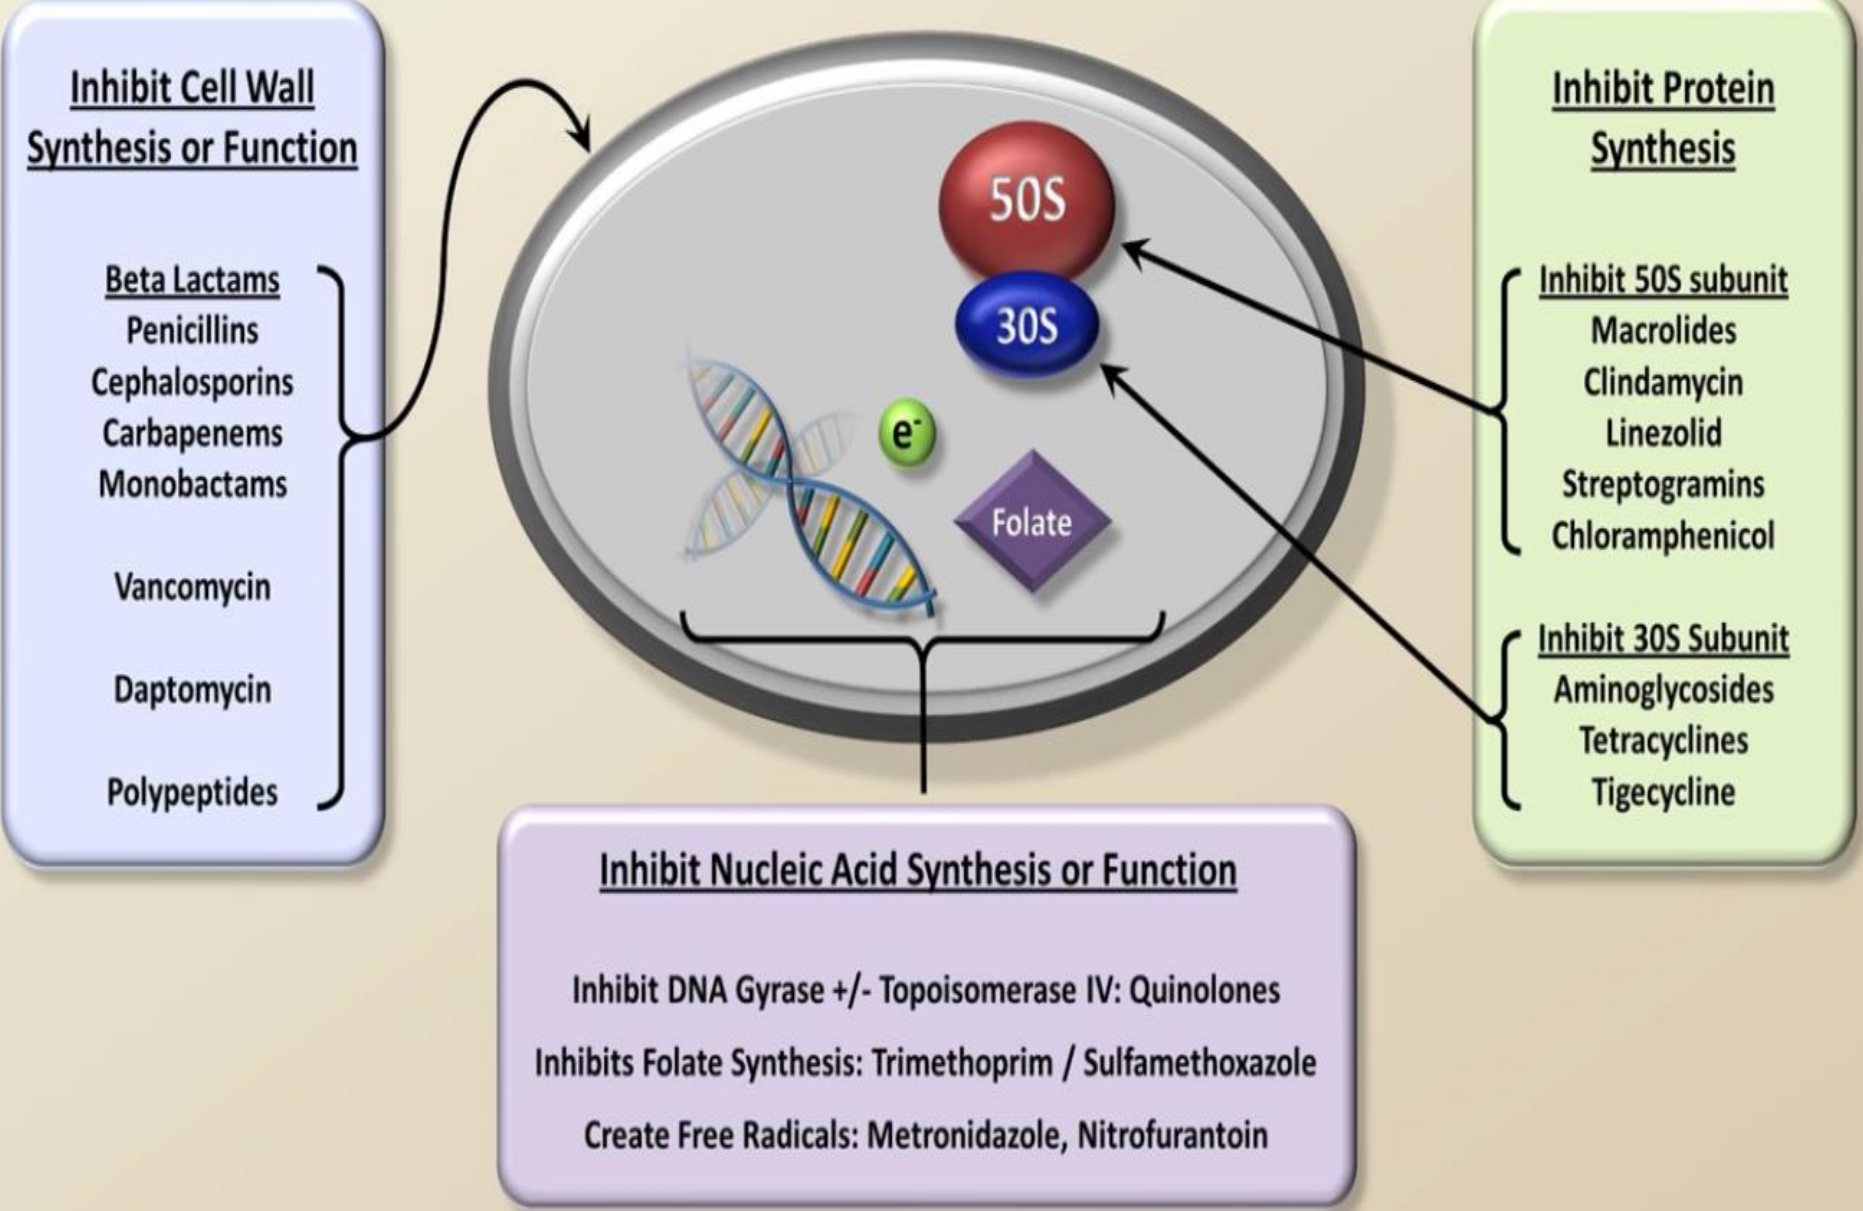 Inhibit Cell Wall
Synthesis or Function
Beta Lactams
Penicillins
Cephalosporins
Carbapenems
Monobactams
Vancomycin
Daptomycin
Polypeptides
50S
30S
e-
Folate
Inhibit Protein
Synthesis
Inhibit 50S subunit
Macrolides
Clindamycin
Linezolid
Streptogramins
Chloramphenicol
Inhibit 30S Subunit
Aminoglycosides
Tetracyclines
Tigecycline
Inhibit Nucleic Acid Synthesis or Function
Inhibit DNA Gyrase +/- Topoisomerase IV: Quinolones
Inhibits Folate Synthesis: Trimethoprim / Sulfamethoxazole
Create Free Radicals: Metronidazole, Nitrofurantoin